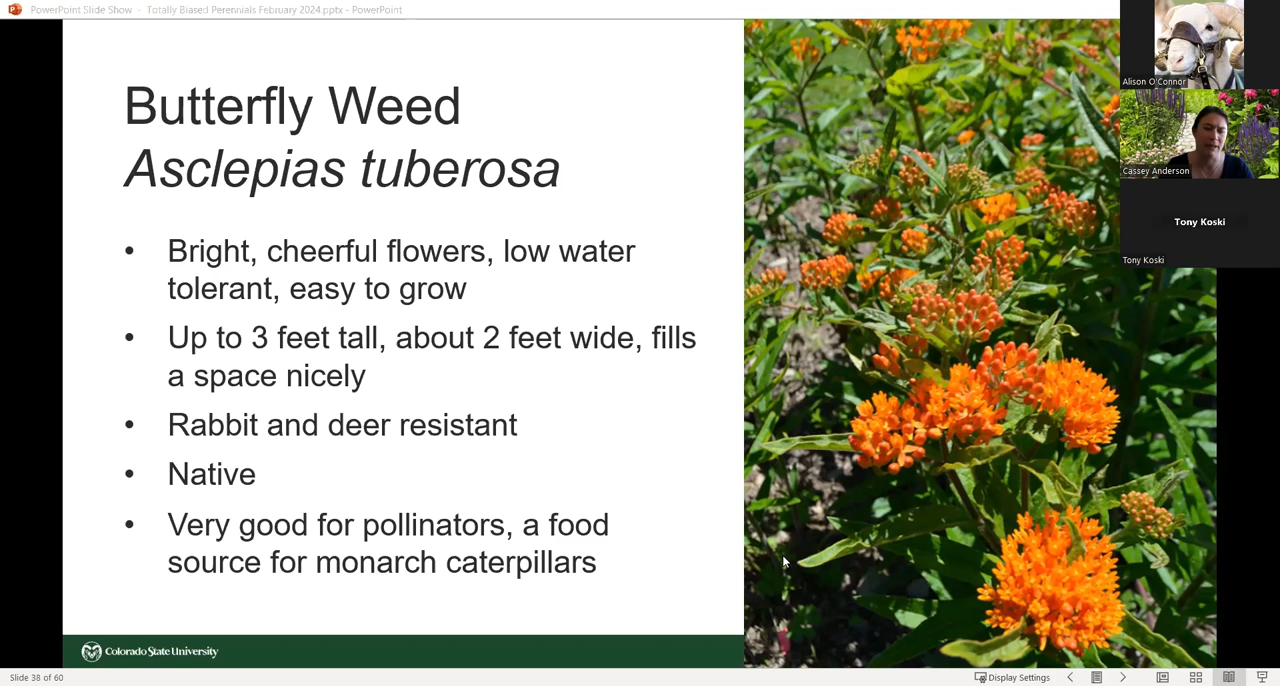 PowerPoint Slide Show - Totally Biased Perennials February 2024.pptx - PowerPoint
Alison O'Connor
Cassey Anderson
Tony Koski
Tony Koski
Butterfly Weed
Asclepias tuberosa
• Bright, cheerful flowers, low water
tolerant, easy to grow
• Up to 3 feet tall, about 2 feet wide, fills
a space nicely
• Rabbit and deer resistant
• Native
• Very good for pollinators, a food
source for monarch caterpillars
Colorado State University
Slide 38 of 60
Display Settings